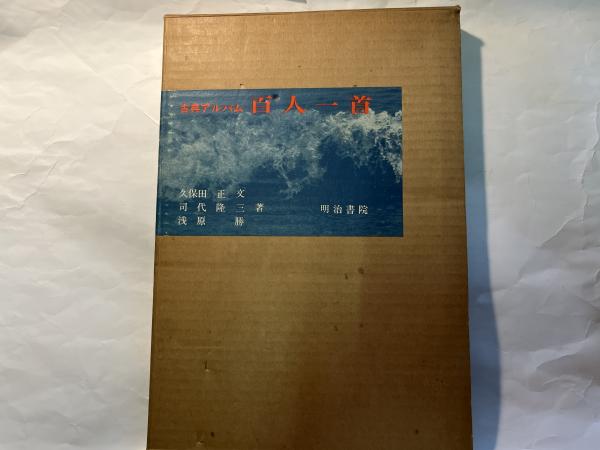 古典アルバム 百人一首
久保田 正 文
司 代 隆 三 著 明治書院
浅 原 勝